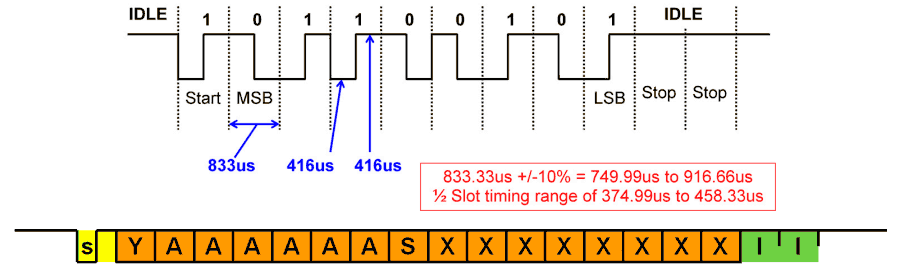 IDLE 1 0 1 1 0 0 1 0 1 IDLE
Start MSB LSB Stop Stop
833us 416us 416us
833.33us +/-10% = 749.99us to 916.66us
½ Slot timing range of 374.99us to 458.33us
s Y A A A A A A S X X X X X X X X I I